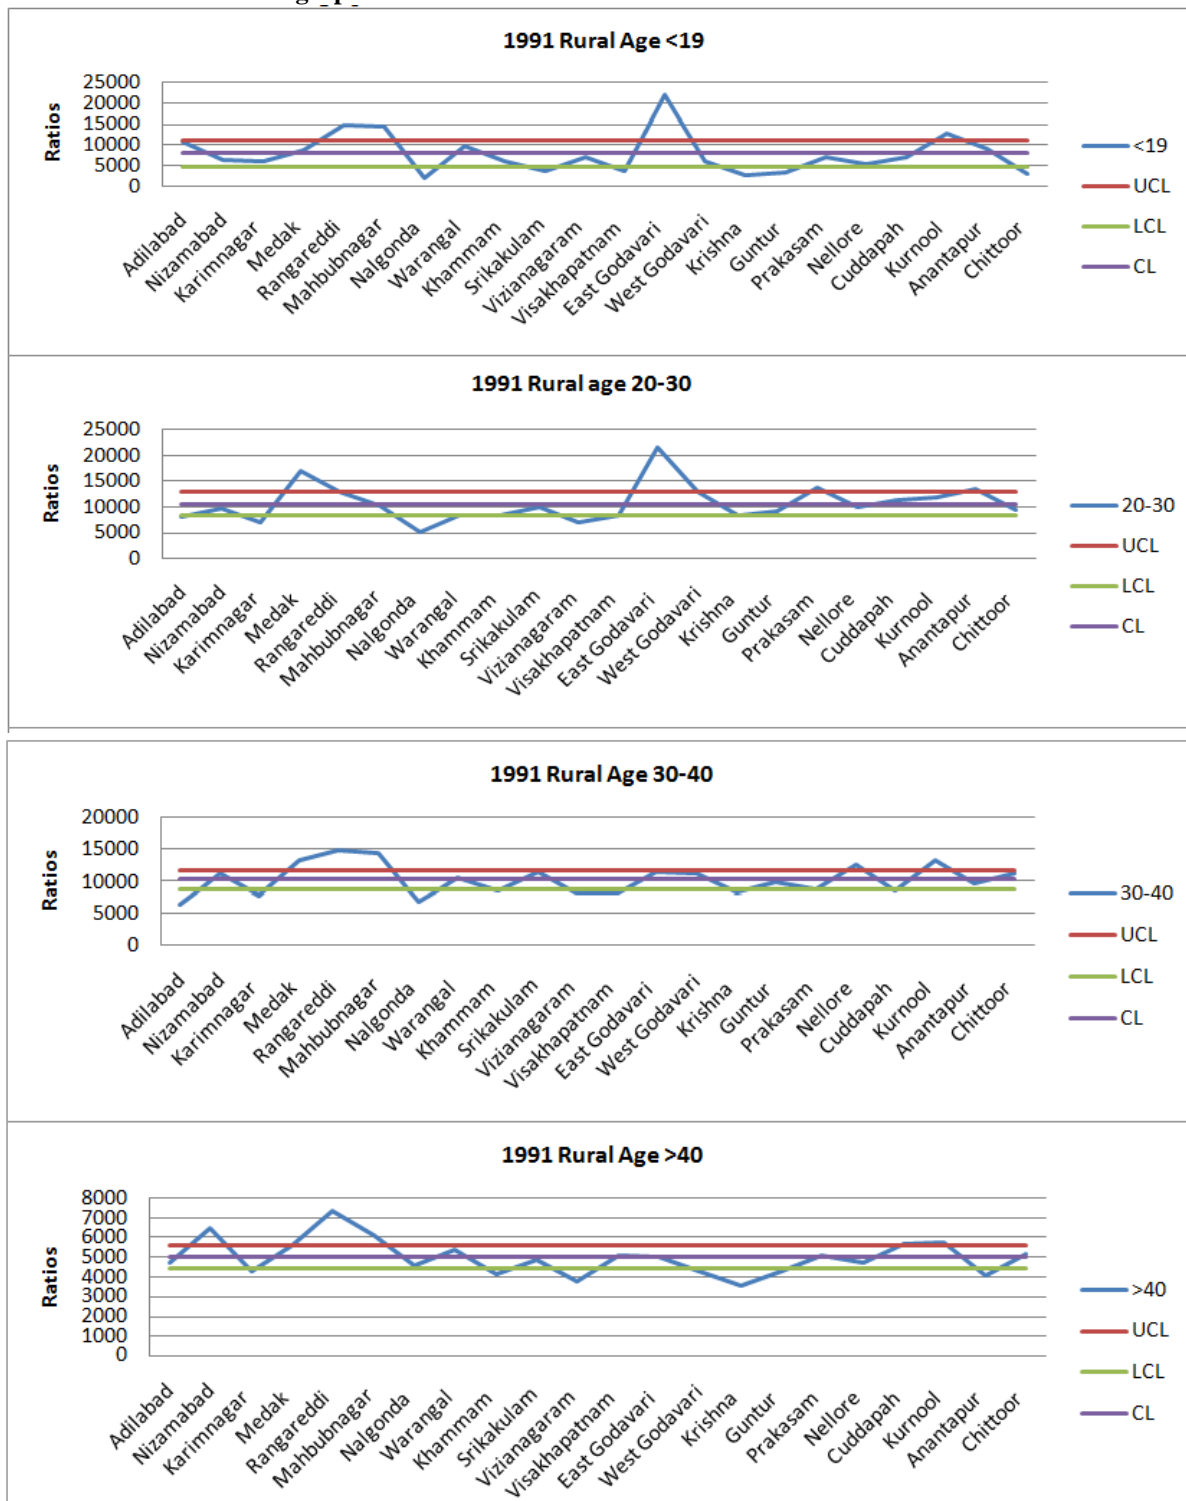 1991 Rural Age <19
25000
20000
15000
10000
5000
0
Ratios
Adilabad
Nizamabad
Karimnagar
Medak
Rangareddi
Mahbubnagar
Nalgonda
Warangal
Khammam
Srikakulam
Vizianagaram
Visakhapatnam
East Godavari
West Godavari
Krishna
Guntur
Prakasam
Nellore
Cuddapah
Kurnool
Anantapur
Chittoor
<19
UCL
LCL
CL
1991 Rural age 20-30
25000
20000
15000
10000
5000
0
Ratios
Adilabad
Nizamabad
Karimnagar
Medak
Rangareddi
Mahbubnagar
Nalgonda
Warangal
Khammam
Srikakulam
Vizianagaram
Visakhapatnam
East Godavari
West Godavari
Krishna
Guntur
Prakasam
Nellore
Cuddapah
Kurnool
Anantapur
Chittoor
20-30
UCL
LCL
CL
1991 Rural Age 30-40
20000
15000
10000
5000
0
Ratios
Adilabad
Nizamabad
Karimnagar
Medak
Rangareddi
Mahbubnagar
Nalgonda
Warangal
Khammam
Srikakulam
Vizianagaram
Visakhapatnam
East Godavari
West Godavari
Krishna
Guntur
Prakasam
Nellore
Cuddapah
Kurnool
Anantapur
Chittoor
30-40
UCL
LCL
CL
1991 Rural Age >40
8000
7000
6000
5000
4000
3000
2000
1000
0
Ratios
Adilabad
Nizamabad
Karimnagar
Medak
Rangareddi
Mahbubnagar
Nalgonda
Warangal
Khammam
Srikakulam
Vizianagaram
Visakhapatnam
East Godavari
West Godavari
Krishna
Guntur
Prakasam
Nellore
Cuddapah
Kurnool
Anantapur
Chittoor
>40
UCL
LCL
CL